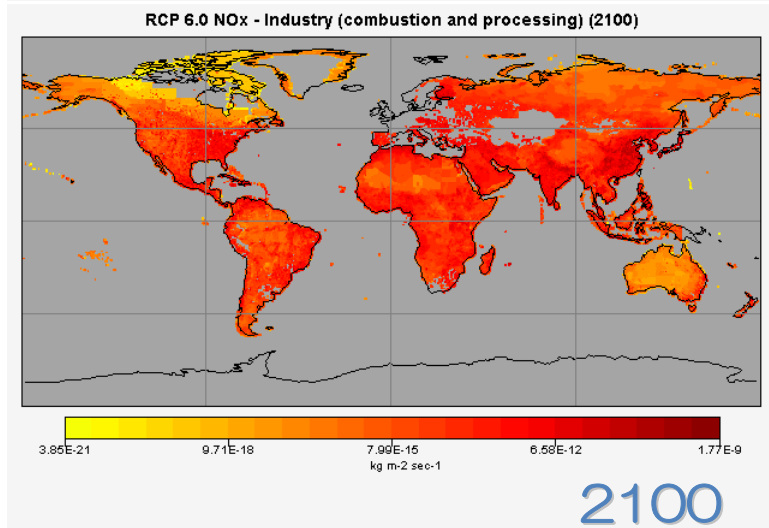 RCP 6.0 NOx - Industry (combustion and processing) (2100)
3.85E-21 9.71E-18 7.99E-15 6.58E-12 1.77E-9
kg m-2 sec-1
2100